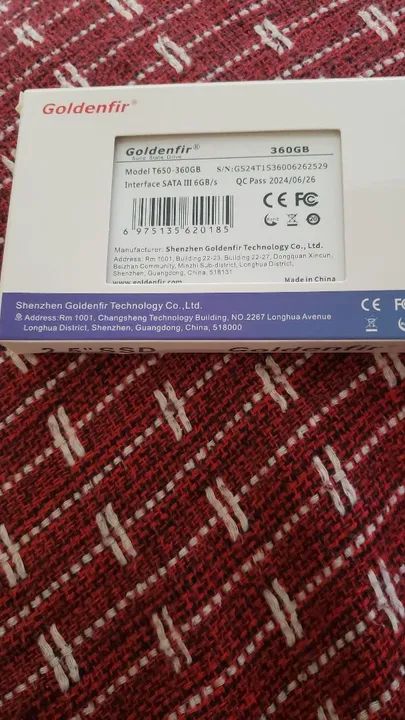 Goldenfir®
Goldenfir®
360GB
Solid State Drive
Model T650-360GB
S/N:GS24T1S36006262529
Interface SATA III 6GB/s
QC Pass 2024/06/26
CE FC
6 975135 620185
20
Manufacturer: Shenzhen Goldenfir Technology Co., Ltd.
Address: Rm 1001, Building 22-23, Building 22-27, Dongquan Xincun,
Beizhan Community, Minzhi Sub-district, Longhua District,
Shenzhen, Guangdong, China, 518131
www.goldenfir.com
Made in China
Shenzhen Goldenfir Technology Co.,Ltd.
Address:Rm 1001, Changsheng Technology Building, NO.2267 Longhua Avenue
Longhua District, Shenzhen, Guangdong, China, 518000
CE F
2.5" SSD
Goldenfir